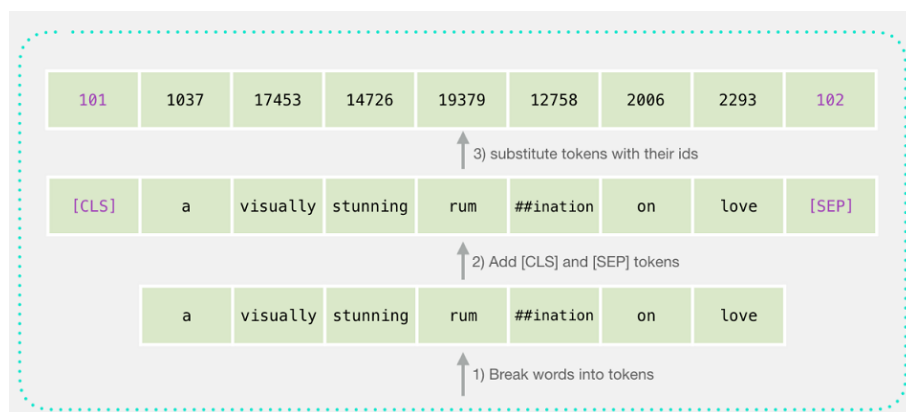 101 1037 17453 14726 19379 12758 2006 2293 102
3) substitute tokens with their ids
[CLS] a visually stunning rum ##ination on love [SEP]
2) Add [CLS] and [SEP] tokens
a visually stunning rum ##ination on love
1) Break words into tokens